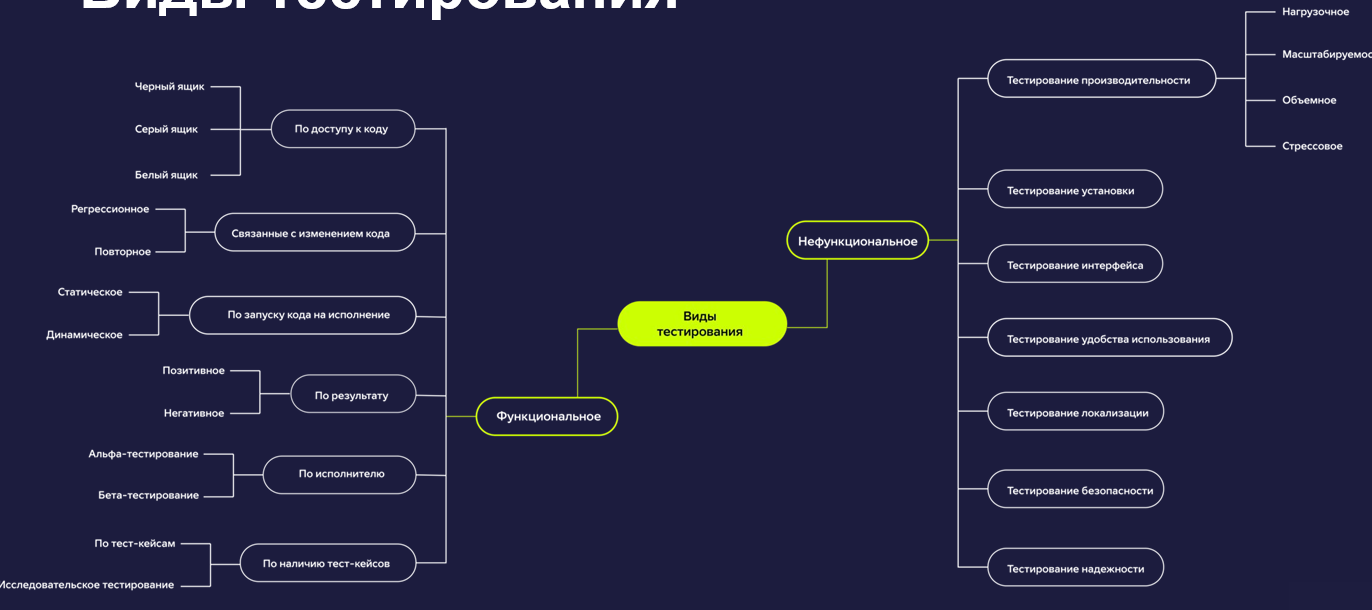 Виды тестирования
Черный ящик
Серый ящик
Белый ящик
По доступу к коду
Регрессионное
Повторное
Связанные с изменением кода
Статическое
Динамическое
По запуску кода на исполнение
Позитивное
Негативное
По результату
Альфа-тестирование
Бета-тестирование
По исполнителю
По тест-кейсам
Исследовательское тестирование
По наличию тест-кейсов
Функциональное
Виды
тестирования
Нефункциональное
Тестирование производительности
Нагрузочное
Масштабируемос
Объемное
Стрессовое
Тестирование установки
Тестирование интерфейса
Тестирование удобства использования
Тестирование локализации
Тестирование безопасности
Тестирование надежности